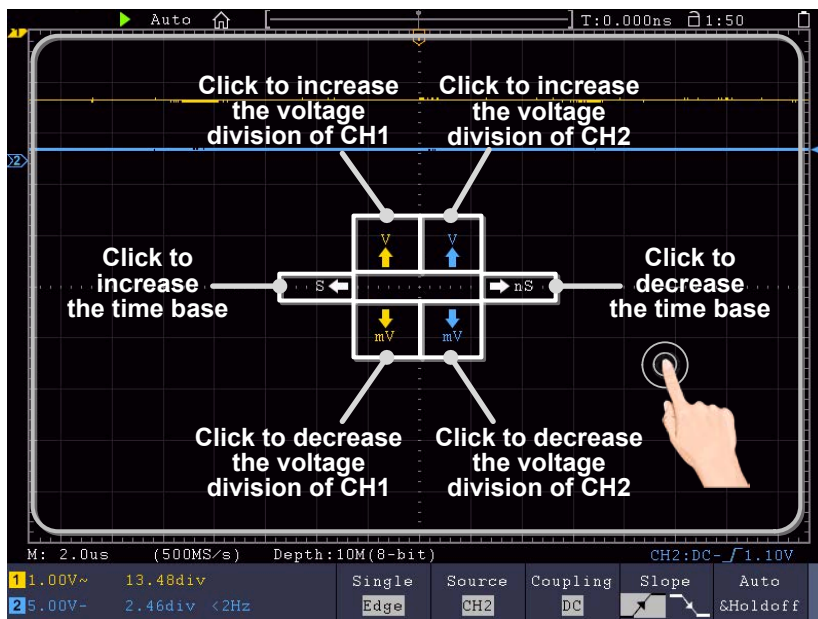 Auto T:0.000ns 1:50
1
T
Click to increase
the voltage
division of CH1
Click to increase
the voltage
division of CH2
2
V V
Click to
increase
the time base
S nS
Click to
decrease
the time base
mV mV
Click to decrease
the voltage
division of CH1
Click to decrease
the voltage
division of CH2
M: 2.0us (500MS/s) Depth:10M(8-bit) CH2:DC- 1.10V
1 1.00V~ 13.48div Single Source Coupling Slope Auto
2 5.00V- 2.46div <2Hz Edge CH2 DC &Holdoff